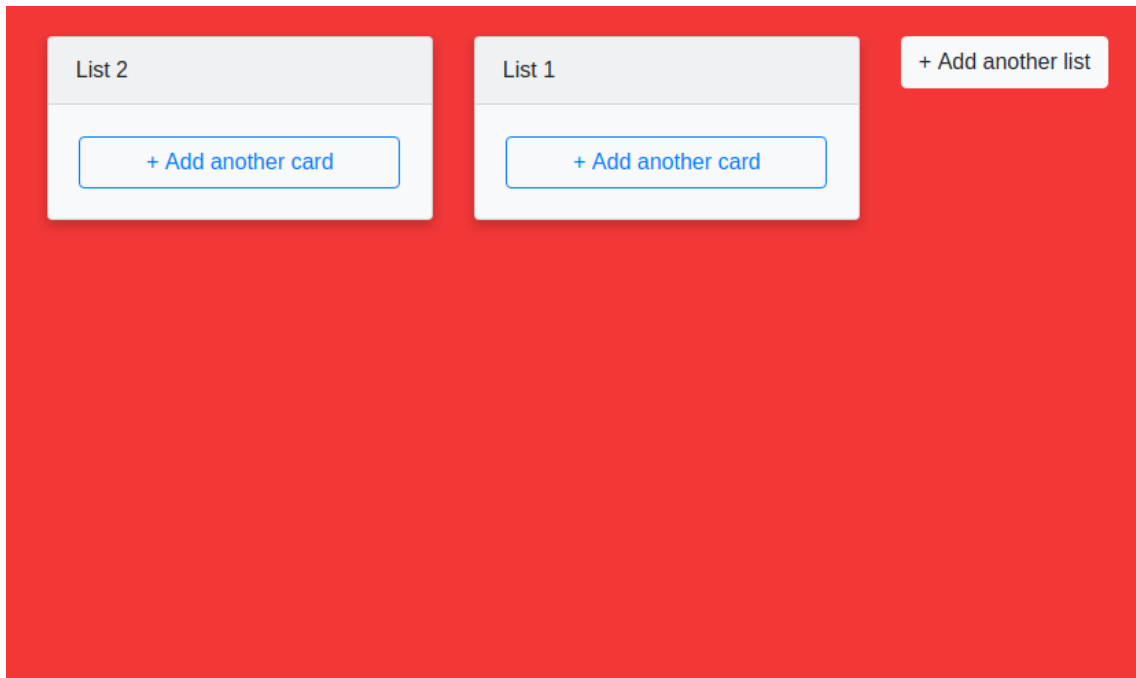 List 2
+ Add another card
List 1
+ Add another card
+ Add another list